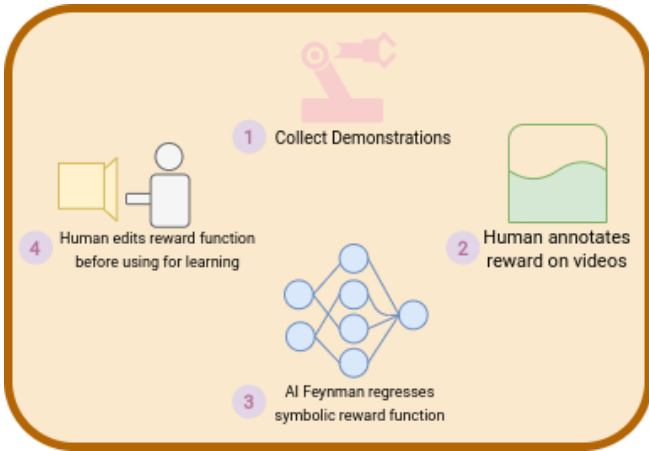 1
Collect Demonstrations
2
Human annotates
reward on videos
3
AI Feynman regresses
symbolic reward function
4
Human edits reward function
before using for learning